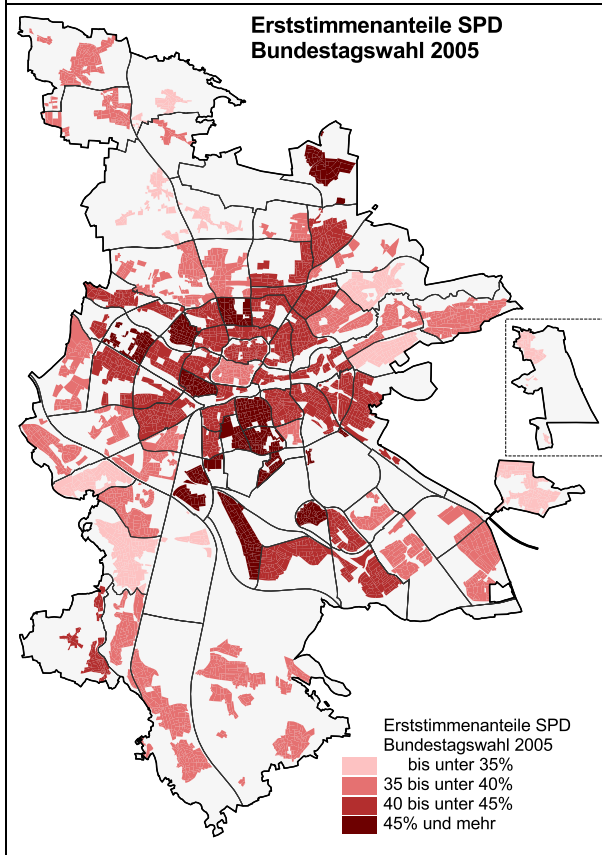 Erststimmenanteile SPD
Bundestagswahl 2005
Erststimmenanteile SPD
Bundestagswahl 2005
bis unter 35%
35 bis unter 40%
40 bis unter 45%
45% und mehr